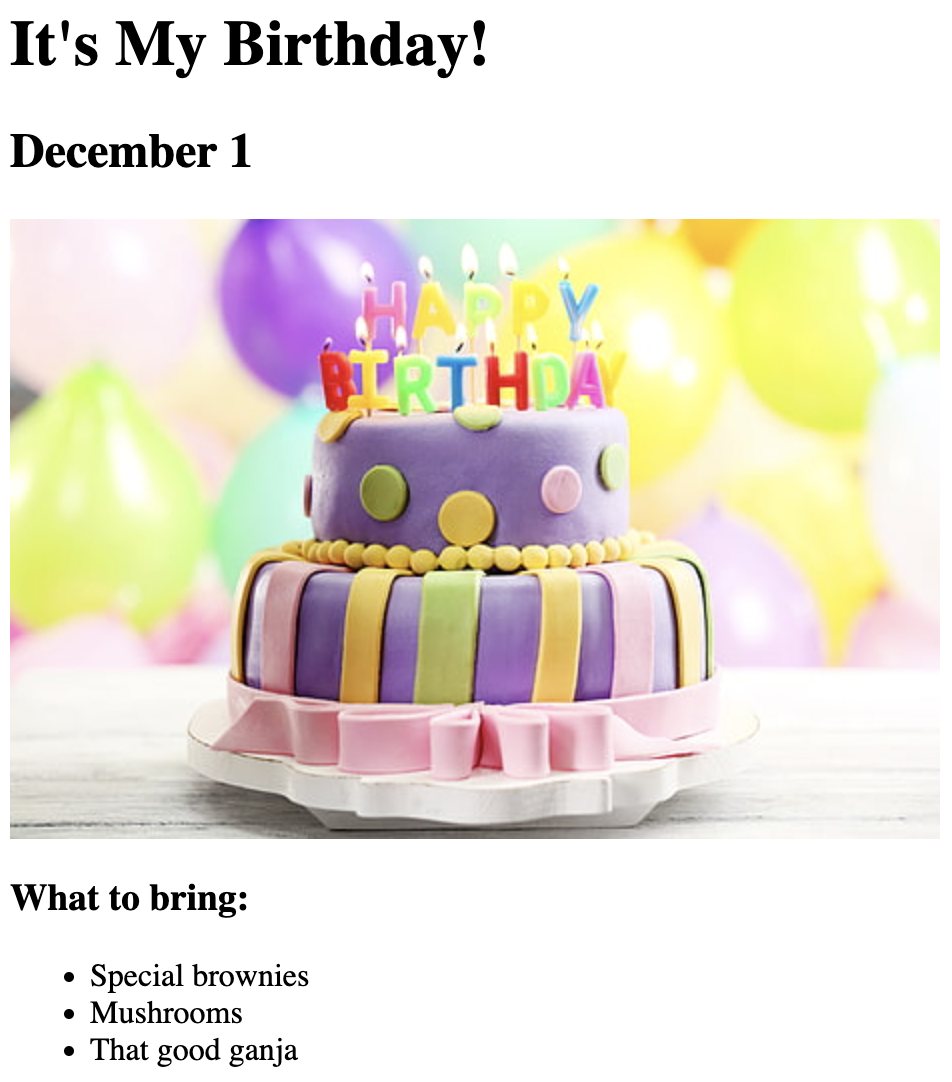 It's My Birthday!
December 1
HAPPY
BIRTHDAY
What to bring:
Special brownies
Mushrooms
That good ganja